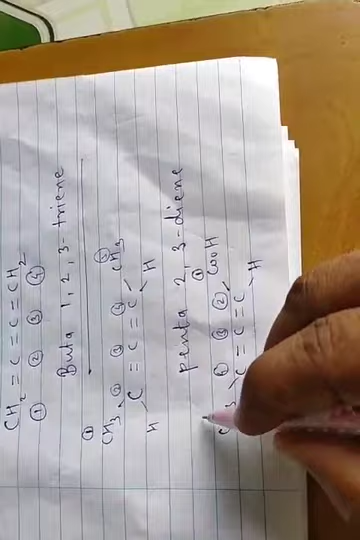 CH2 = C = C = CH2
① ② ③ ④
Buta 1, 2, 3-triene
① ⑤
CH3 ② ③ ④ CH3
C = C = C
H H
penta 2, 3-diene
①
⑤ ③ ② COOH
C = C = C
H